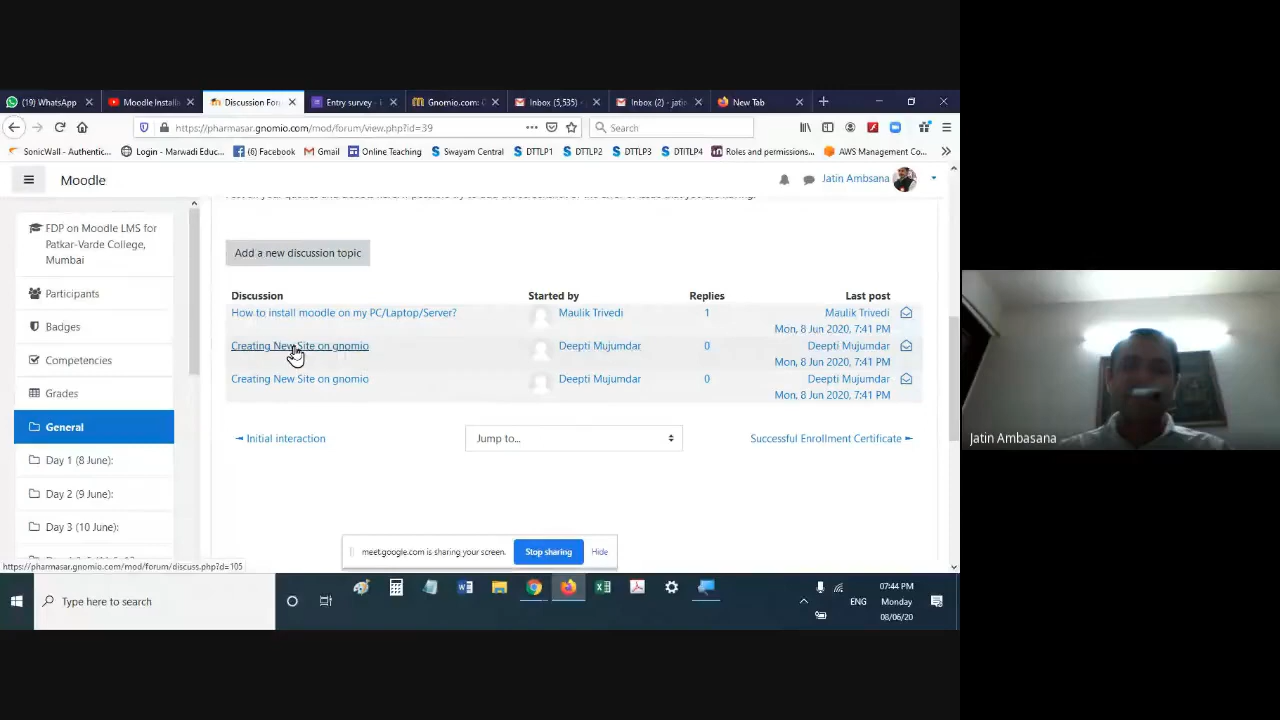 (19) WhatsApp
Moodle Install
Discussion For
Entry survey - i
Gnomio.com: C
Inbox (5,535) -
Inbox (2) - jatin
New Tab
https://pharmasar.gnomio.com/mod/forum/view.php?id=39
Search
SonicWall - Authentic...
Login - Marwadi Educ...
(6) Facebook
Gmail
Online Teaching
Swayam Central
DTTLP1
DTTLP2
DTTLP3
DTITLP4
Roles and permissions...
AWS Management Co...
Moodle
Jatin Ambsana
FDP on Moodle LMS for
Patkar-Varde College,
Mumbai
Participants
Badges
Competencies
Grades
General
Day 1 (8 June):
Day 2 (9 June):
Day 3 (10 June):
Add a new discussion topic
Discussion Started by Replies Last post
How to install moodle on my PC/Laptop/Server? Maulik Trivedi 1 Maulik Trivedi
Mon, 8 Jun 2020, 7:41 PM
Creating New Site on gnomio Deepti Mujumdar 0 Deepti Mujumdar
Mon, 8 Jun 2020, 7:41 PM
Creating New Site on gnomio Deepti Mujumdar 0 Deepti Mujumdar
Mon, 8 Jun 2020, 7:41 PM
Initial interaction
Jump to...
Successful Enrollment Certificate
meet.google.com is sharing your screen. Stop sharing Hide
https://pharmasar.gnomio.com/mod/forum/discuss.php?d=105
Type here to search
ENG
07:44 PM
Monday
08/06/20
Jatin Ambasana